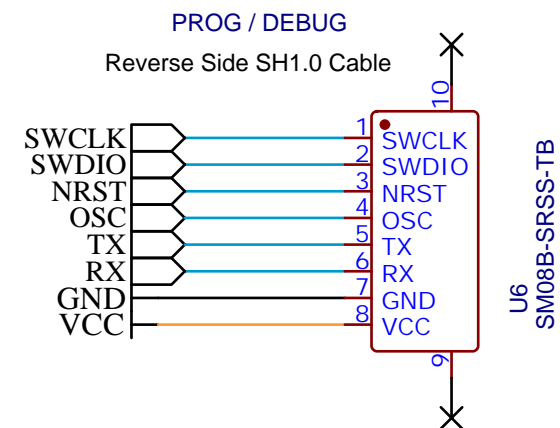 PROG / DEBUG
Reverse Side SH1.0 Cable
10
SWCLK 1 SWCLK
SWDIO 2 SWDIO
NRST 3 NRST
OSC 4 OSC
TX 5 TX
RX 6 RX
GND 7 GND
VCC 8 VCC
9
U6
SM08B-SRSS-TB